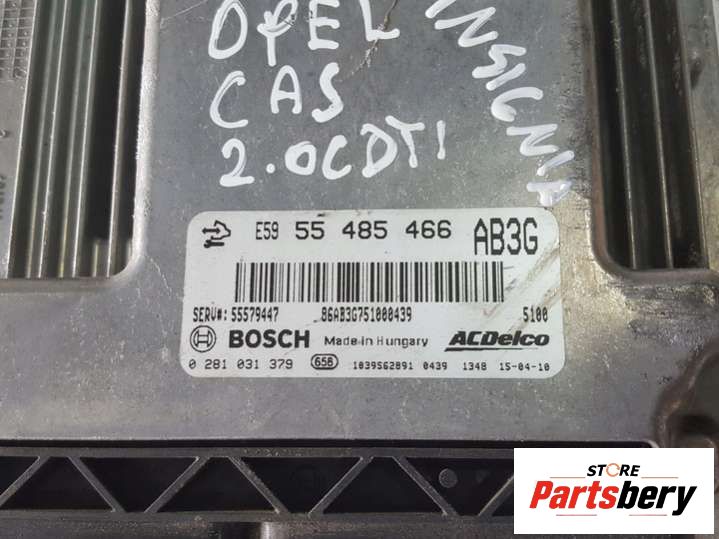 OPEL
CAS
2.0CDTI
INSIGNIA
E59 55 485 466 AB3G
SERV#: 55579447 86AB3G751000439 5100
BOSCH Made in Hungary ACDelco
0 281 031 379 658 1039S62891 0439 1348 15-04-10
STORE
Partsbery